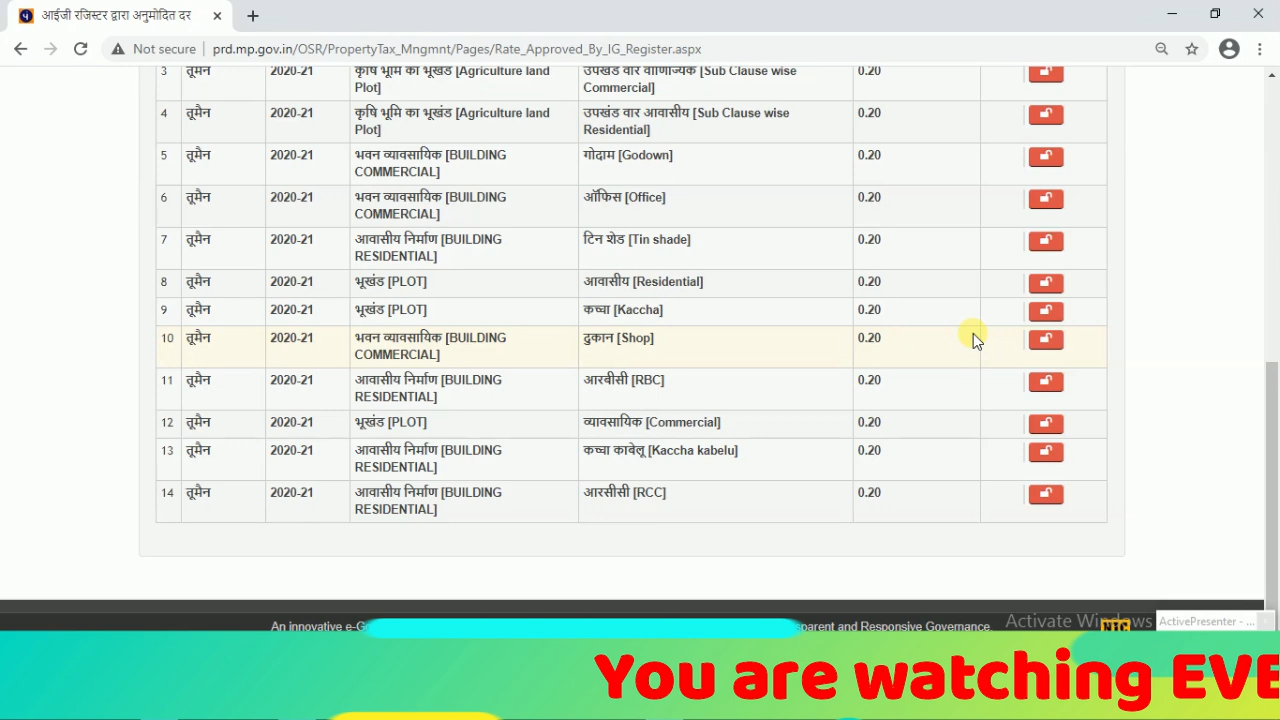 आईजी रजिस्टर द्वारा अनुमोदित दर
Not secure
prd.mp.gov.in/OSR/PropertyTax_Mngmnt/Pages/Rate_Approved_By_IG_Register.aspx
3 तूमैन 2020-21 कृषि भूमि का भूखंड [Agriculture land Plot] उपखंड वार वाणिज्यिक [Sub Clause wise Commercial] 0.20
4 तूमैन 2020-21 कृषि भूमि का भूखंड [Agriculture land Plot] उपखंड वार आवासीय [Sub Clause wise Residential] 0.20
5 तूमैन 2020-21 भवन व्यावसायिक [BUILDING COMMERCIAL] गोदाम [Godown] 0.20
6 तूमैन 2020-21 भवन व्यावसायिक [BUILDING COMMERCIAL] ऑफिस [Office] 0.20
7 तूमैन 2020-21 आवासीय निर्माण [BUILDING RESIDENTIAL] टिन शेड [Tin shade] 0.20
8 तूमैन 2020-21 भूखंड [PLOT] आवासीय [Residential] 0.20
9 तूमैन 2020-21 भूखंड [PLOT] कच्चा [Kaccha] 0.20
10 तूमैन 2020-21 भवन व्यावसायिक [BUILDING COMMERCIAL] दुकान [Shop] 0.20
11 तूमैन 2020-21 आवासीय निर्माण [BUILDING RESIDENTIAL] आरबीसी [RBC] 0.20
12 तूमैन 2020-21 भूखंड [PLOT] व्यावसायिक [Commercial] 0.20
13 तूमैन 2020-21 आवासीय निर्माण [BUILDING RESIDENTIAL] कच्चा काबेलू [Kaccha kabelu] 0.20
14 तूमैन 2020-21 आवासीय निर्माण [BUILDING RESIDENTIAL] आरसीसी [RCC] 0.20
An innovative e-G
sparent and Responsive Governance.
Activate Windows
ActivePresenter - ...
NIC
You are watching EVE